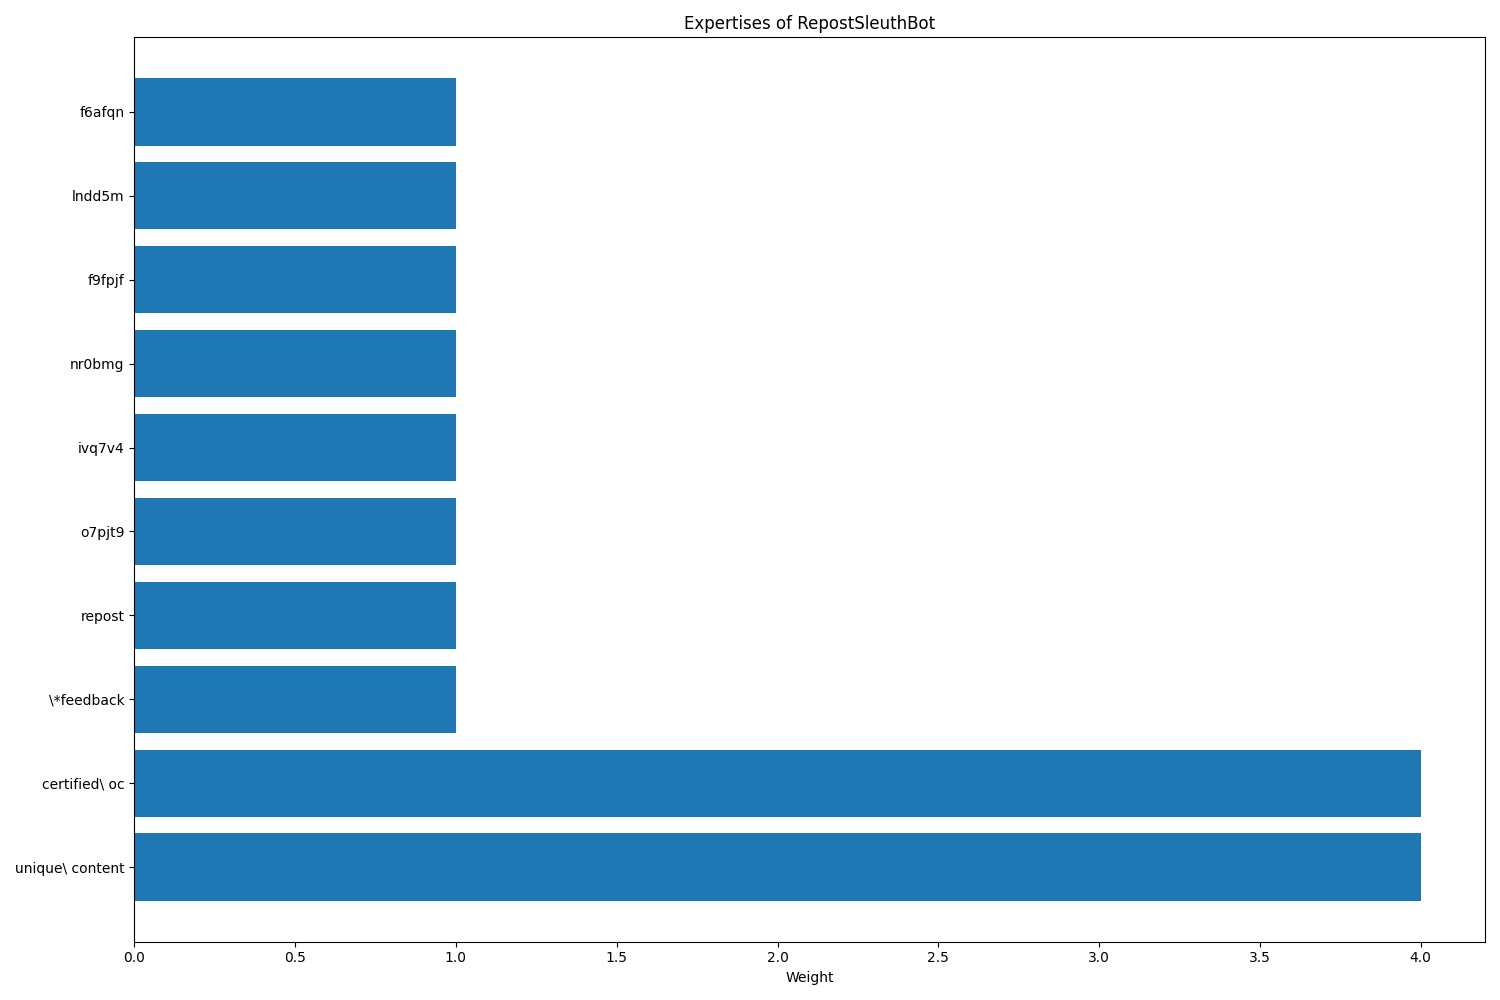 Expertises of RepostSleuthBot
f6afqn
lndd5m
f9fpjf
nr0bmg
ivq7v4
o7pjt9
repost
\*feedback
certified\ oc
unique\ content
0.0 0.5 1.0 1.5 2.0 2.5 3.0 3.5 4.0
Weight